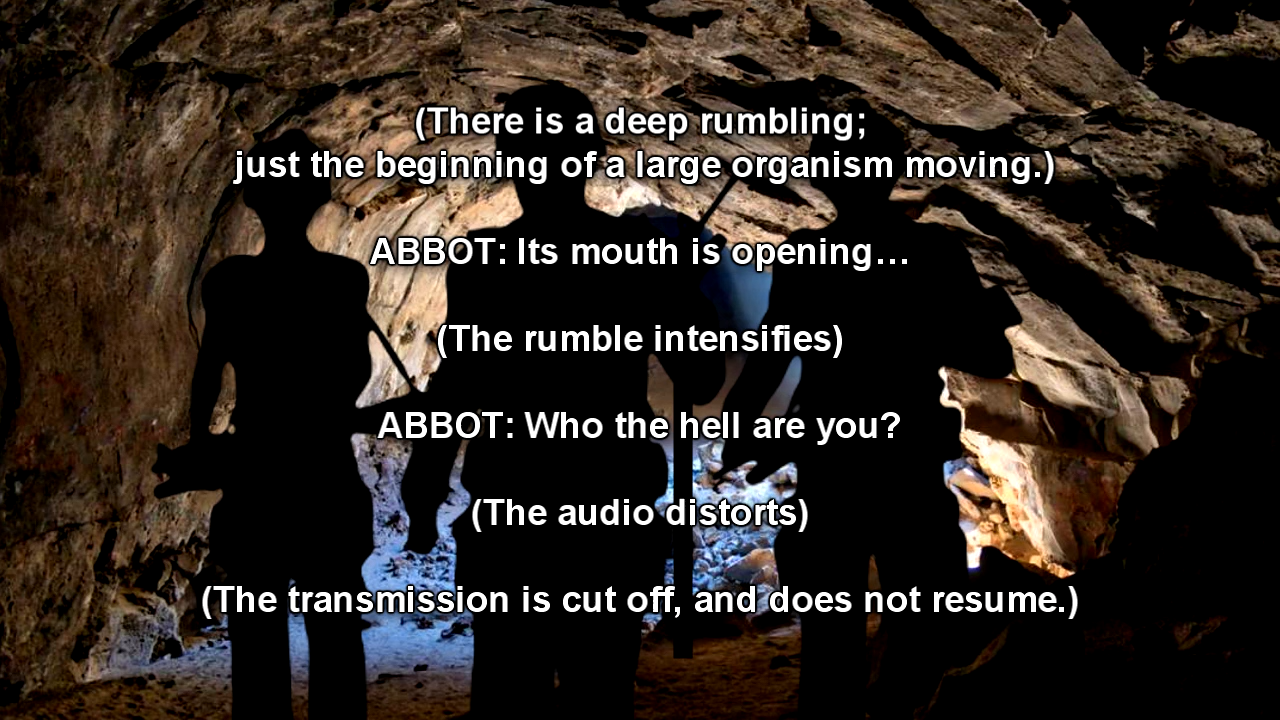 (There is a deep rumbling;
just the beginning of a large organism moving.)
ABBOT: Its mouth is opening…
(The rumble intensifies)
ABBOT: Who the hell are you?
(The audio distorts)
(The transmission is cut off, and does not resume.)